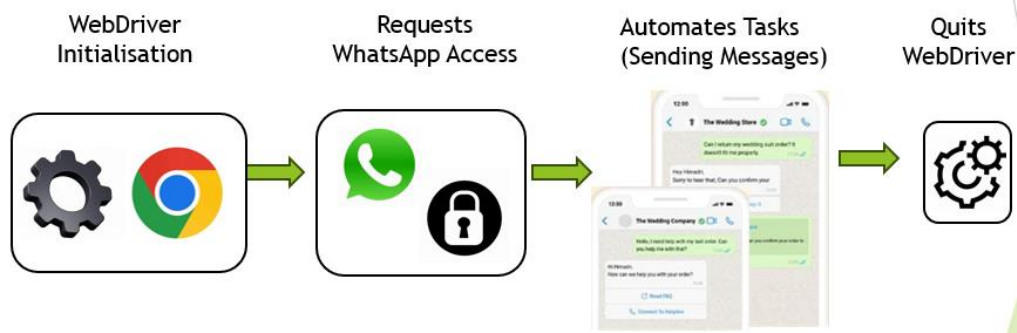 WebDriver
Initialisation
Requests
WhatsApp Access
Automates Tasks
(Sending Messages)
Quits
WebDriver
12:00
The Wedding Store
Can I return my wedding suit order? It
doesn't fit me properly.
Hey Himashi,
Sorry to hear that, Can you confirm your
12:00
The Wedding Company
Hello, I need help with my last order. Can
you help me with that?
How can we help you with your order?
Read FAQ
Connect To Helpline